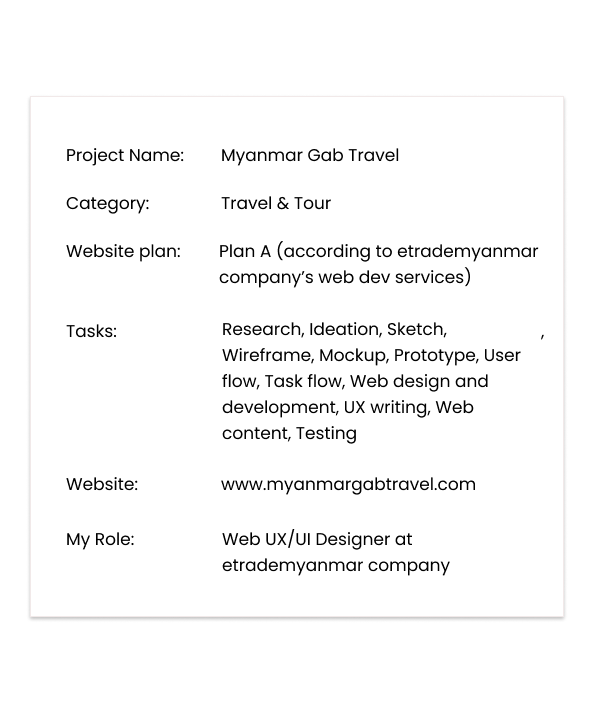 Project Name: Myanmar Gab Travel
Category: Travel & Tour
Website plan: Plan A (according to etrademyanmar
company's web dev services)
Tasks: Research, Ideation, Sketch, ,
Wireframe, Mockup, Prototype, User
flow, Task flow, Web design and
development, UX writing, Web
content, Testing
Website: www.myanmargabtravel.com
My Role: Web UX/UI Designer at
etrademyanmar company